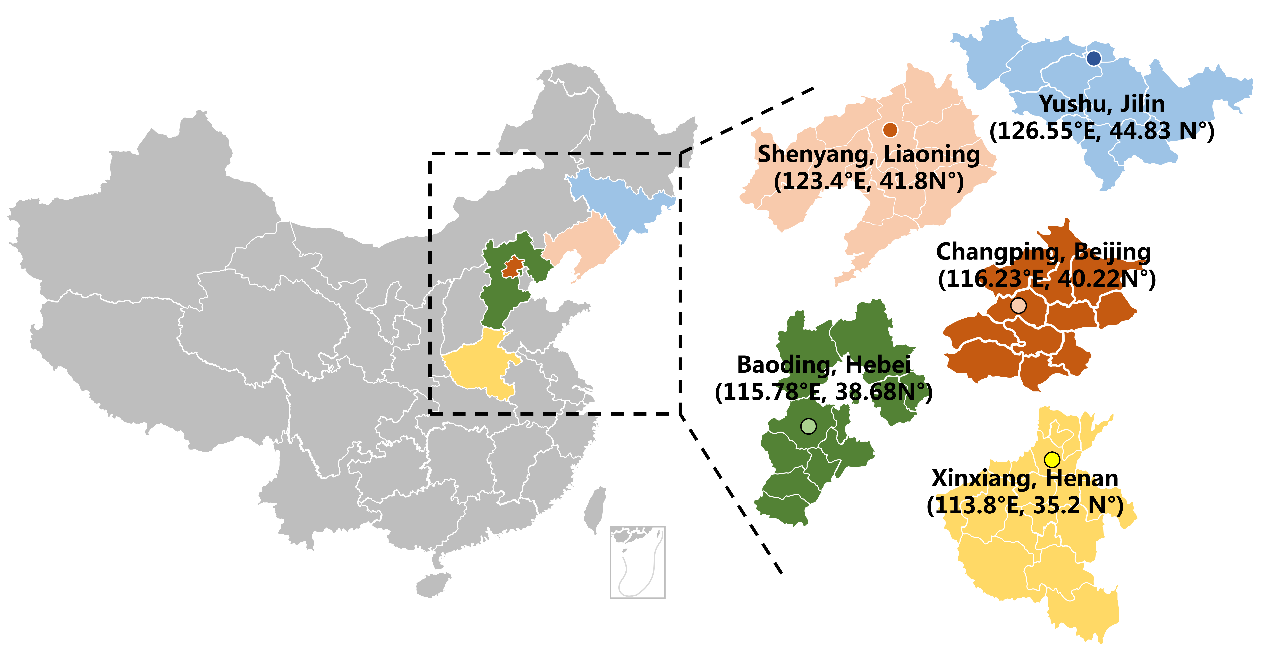 Yushu, Jilin
(126.55°E, 44.83 N°)
Shenyang, Liaoning
(123.4°E, 41.8N°)
Changping, Beijing
(116.23°E, 40.22N°)
Baoding, Hebei
(115.78°E, 38.68N°)
Xinxiang, Henan
(113.8°E, 35.2 N°)